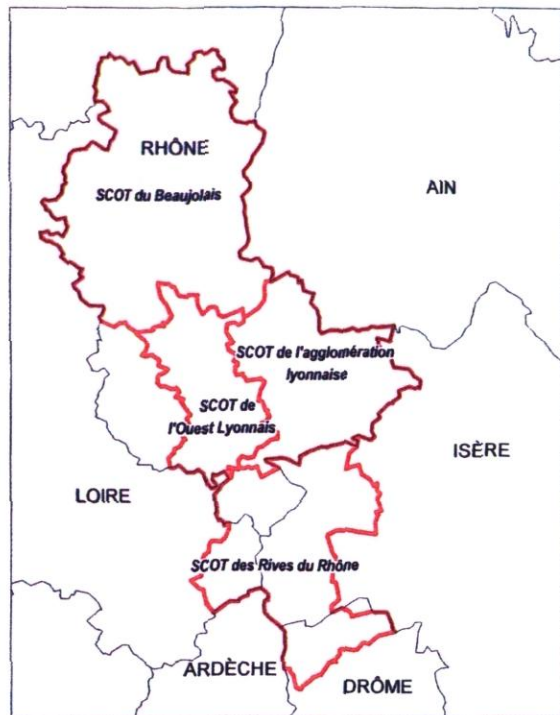 RHÔNE
SCOT du Beaujolais
AIN
SCOT de l'agglomération
lyonnaise
SCOT de
l'Ouest Lyonnais
ISÈRE
LOIRE
SCOT des Rives du Rhône
ARDÈCHE
DRÔME